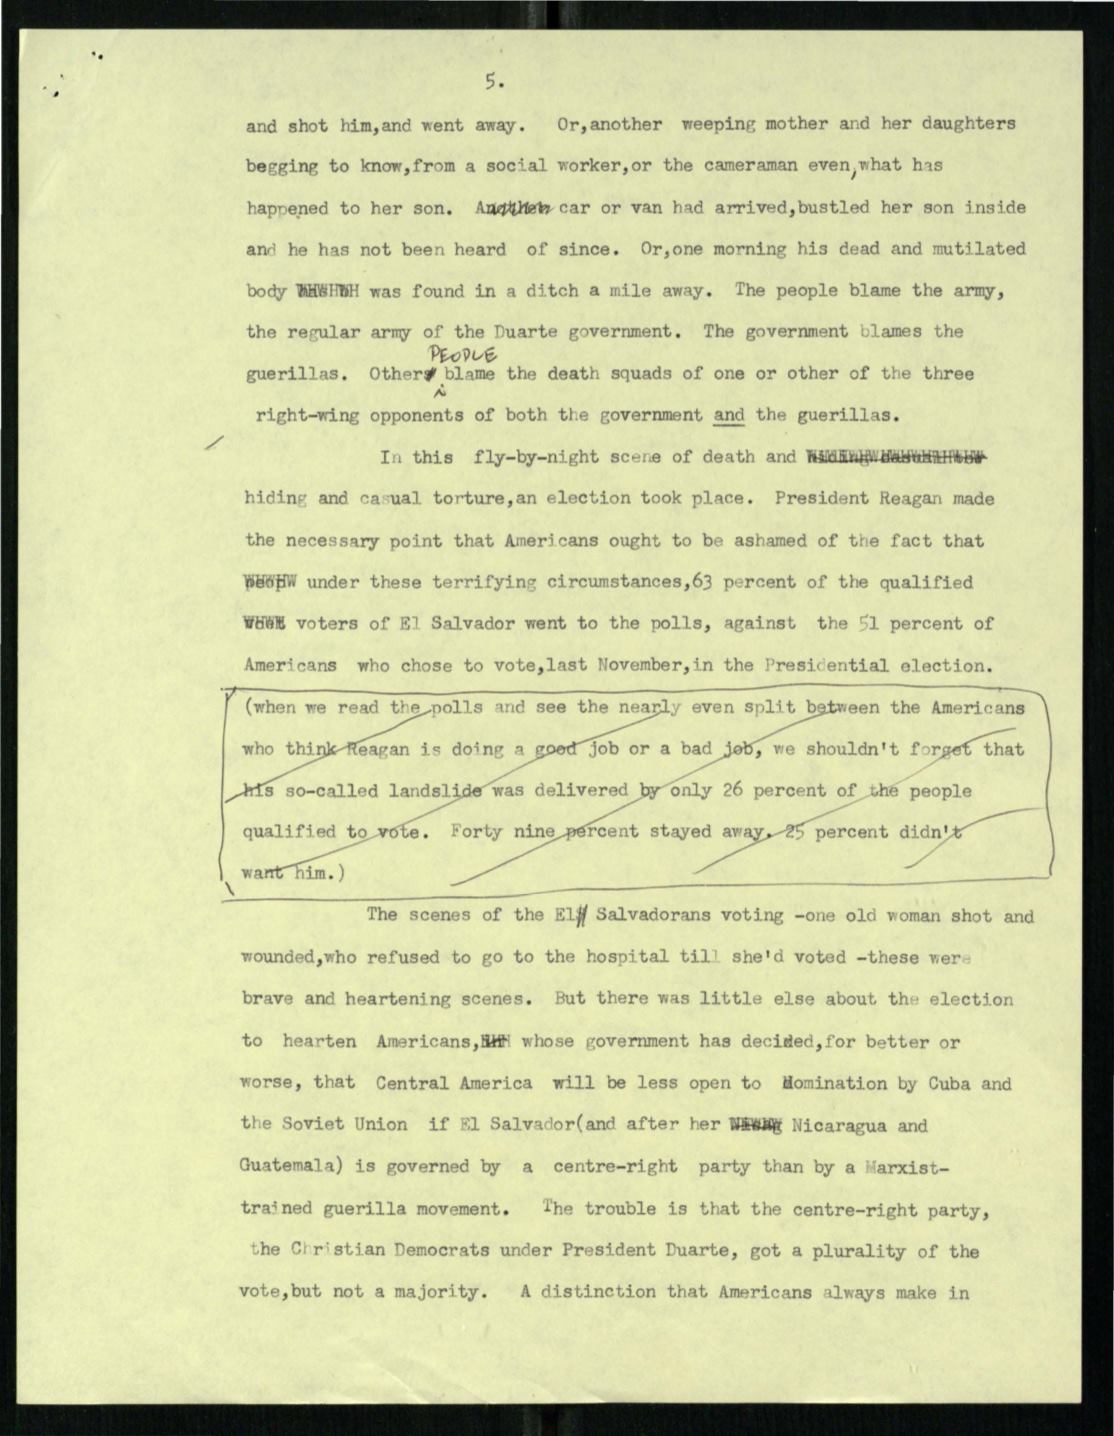 5.
and shot him,and went away. Or,another weeping mother and her daughters
begging to know,from a social worker,or the cameraman even,what has
happened to her son. A car or van had arrived,bustled her son inside
and he has not been heard of since. Or,one morning his dead and mutilated
body was found in a ditch a mile away. The people blame the army,
the regular army of the Duarte government. The government blames the
PEOPLE
guerillas. Other blame the death squads of one or other of the three
right-wing opponents of both the government and the guerillas.
In this fly-by-night scene of death and
hiding and casual torture,an election took place. President Reagan made
the necessary point that Americans ought to be ashamed of the fact that
under these terrifying circumstances,63 percent of the qualified
voters of El Salvador went to the polls, against the 51 percent of
Americans who chose to vote,last November,in the Presidential election.
(when we read the polls and see the nearly even split between the Americans
who think Reagan is doing a good job or a bad job, we shouldn't forget that
his so-called landslide was delivered by only 26 percent of the people
qualified to vote. Forty nine percent stayed away. 25 percent didn't
want him.)
The scenes of the El Salvadorans voting -one old woman shot and
wounded,who refused to go to the hospital till she'd voted -these were
brave and heartening scenes. But there was little else about the election
to hearten Americans, whose government has decided,for better or
worse, that Central America will be less open to domination by Cuba and
the Soviet Union if El Salvador(and after her Nicaragua and
Guatemala) is governed by a centre-right party than by a Marxist-
trained guerilla movement. The trouble is that the centre-right party,
the Christian Democrats under President Duarte, got a plurality of the
vote,but not a majority. A distinction that Americans always make in